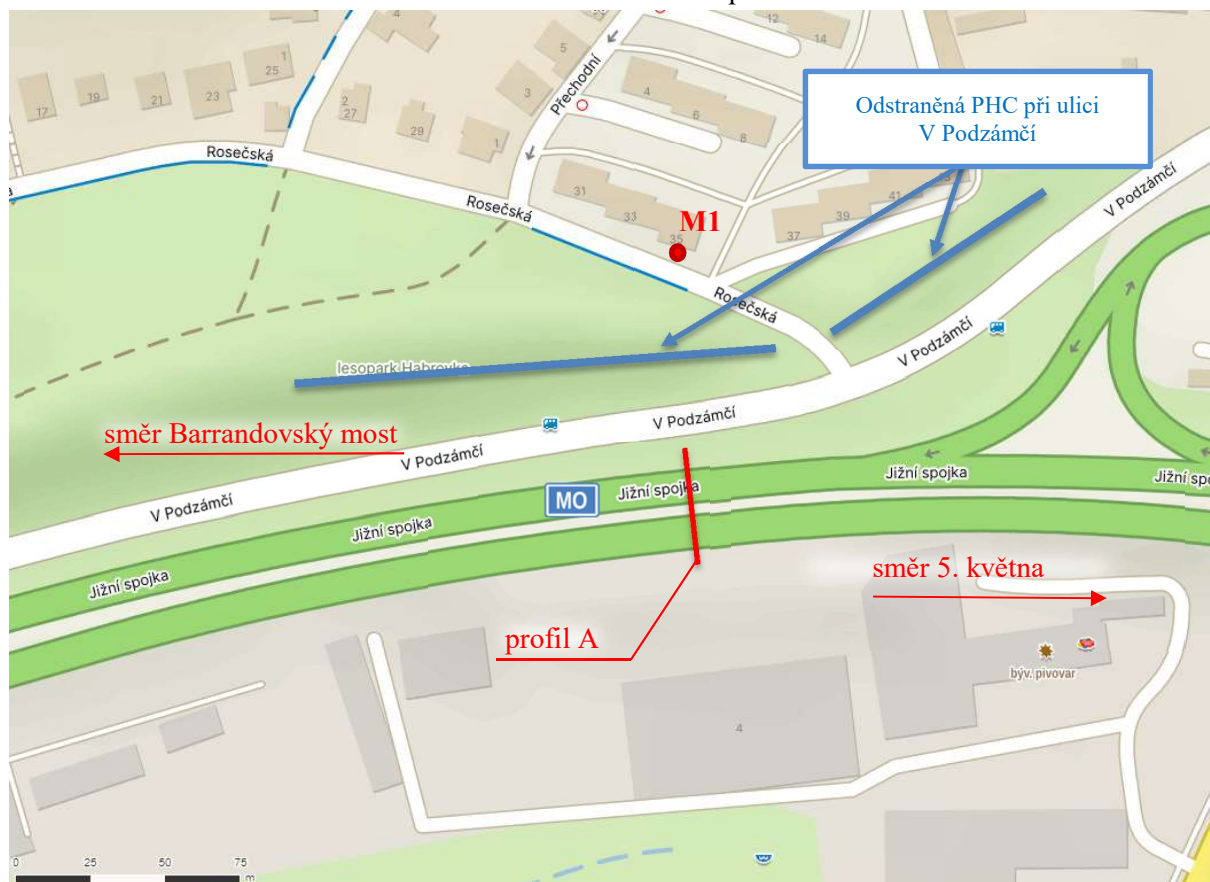 12
14
4
5
1
25
17
19
21
23
2
27
29
3
1
Přechodní
4
6
8
Odstraněná PHC při ulici
V Podzámčí
Rosečská
Rosečská
31
33
35
M1
37
39
41
V Podzámčí
Rosečská
V Podzámčí
lesopark Habrovka
směr Barrandovský most
V Podzámčí
V Podzámčí
V Podzámčí
Jižní spojka
Jižní spojka
MO
Jižní spojka
Jižní spojka
Jižní spojka
směr 5. května
profil A
býv. pivovar
4
0 25 50 75
m